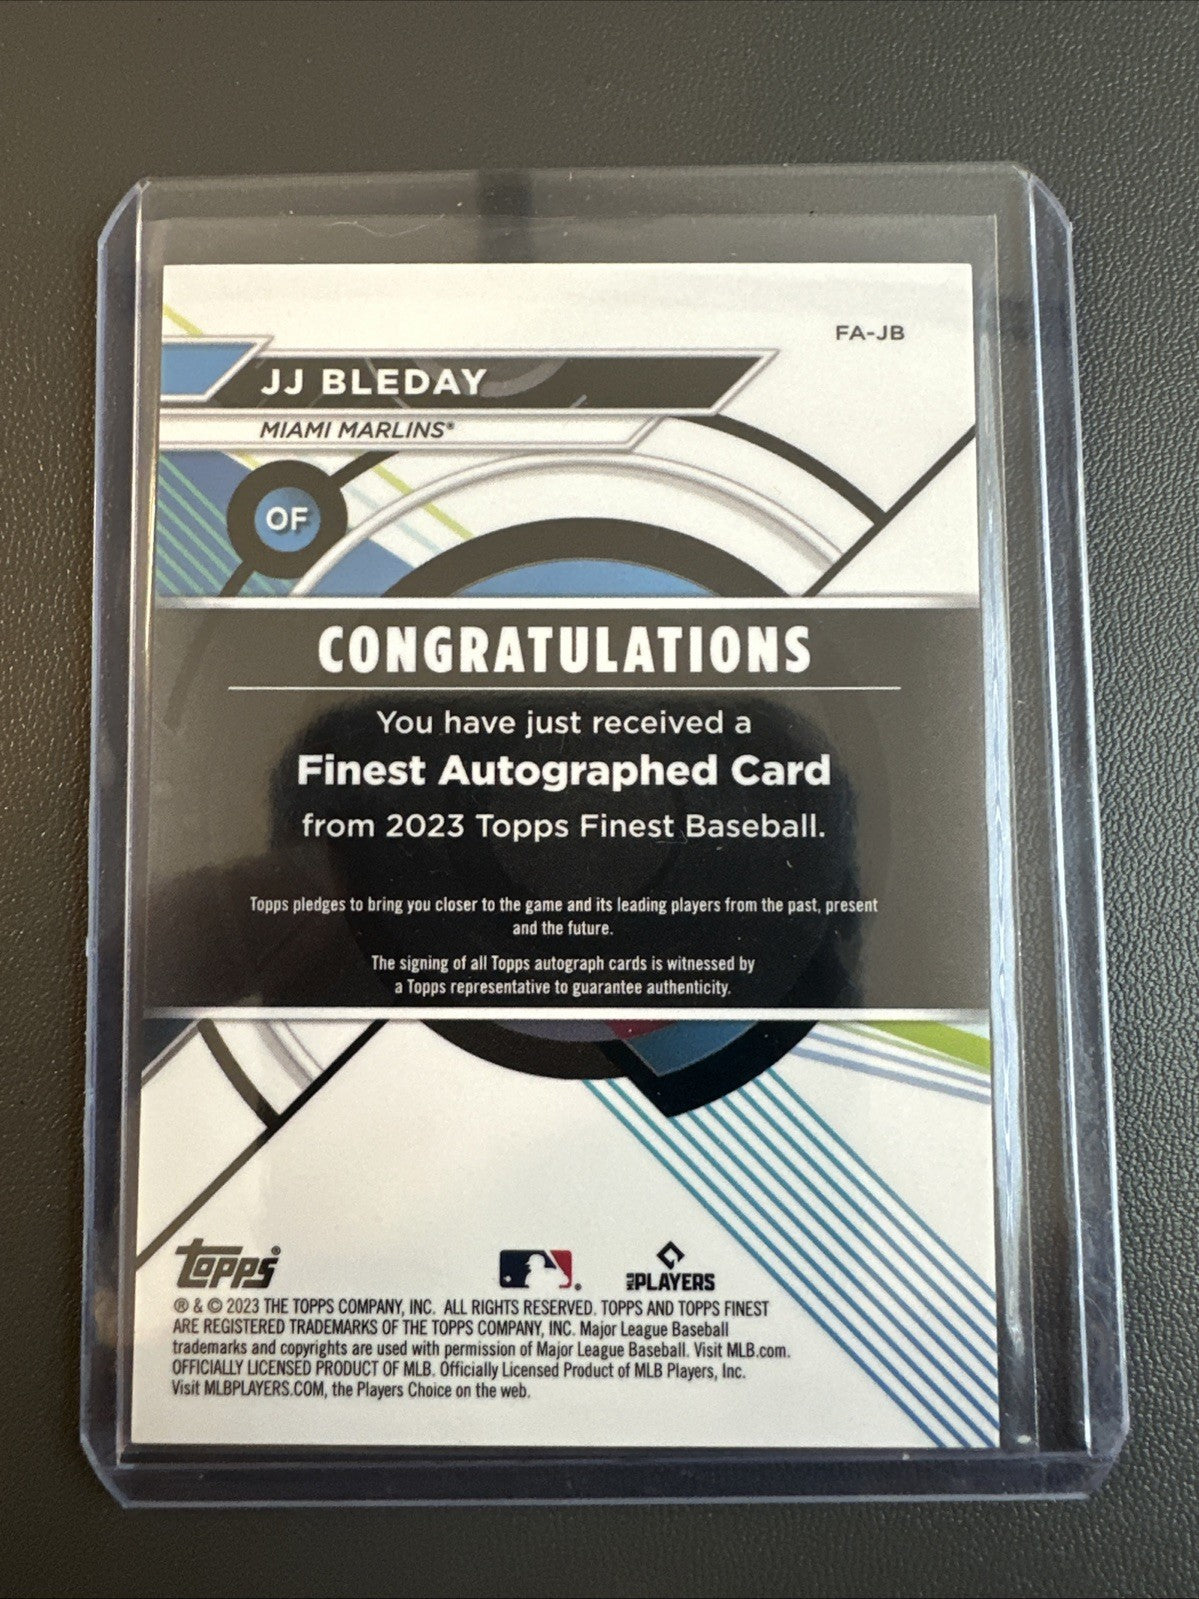 FA-JB
JJ BLEDAY
MIAMI MARLINS®
OF
CONGRATULATIONS
You have just received a
Finest Autographed Card
from 2023 Topps Finest Baseball.
Topps pledges to bring you closer to the game and its leading players from the past, present
and the future.
The signing of all Topps autograph cards is witnessed by
a Topps representative to guarantee authenticity.
topps®
MLB PLAYERS
® & © 2023 THE TOPPS COMPANY, INC. ALL RIGHTS RESERVED. TOPPS AND TOPPS FINEST
ARE REGISTERED TRADEMARKS OF THE TOPPS COMPANY, INC. Major League Baseball
trademarks and copyrights are used with permission of Major League Baseball. Visit MLB.com.
OFFICIALLY LICENSED PRODUCT OF MLB. Officially Licensed Product of MLB Players, Inc.
Visit MLBPLAYERS.COM, the Players Choice on the web.